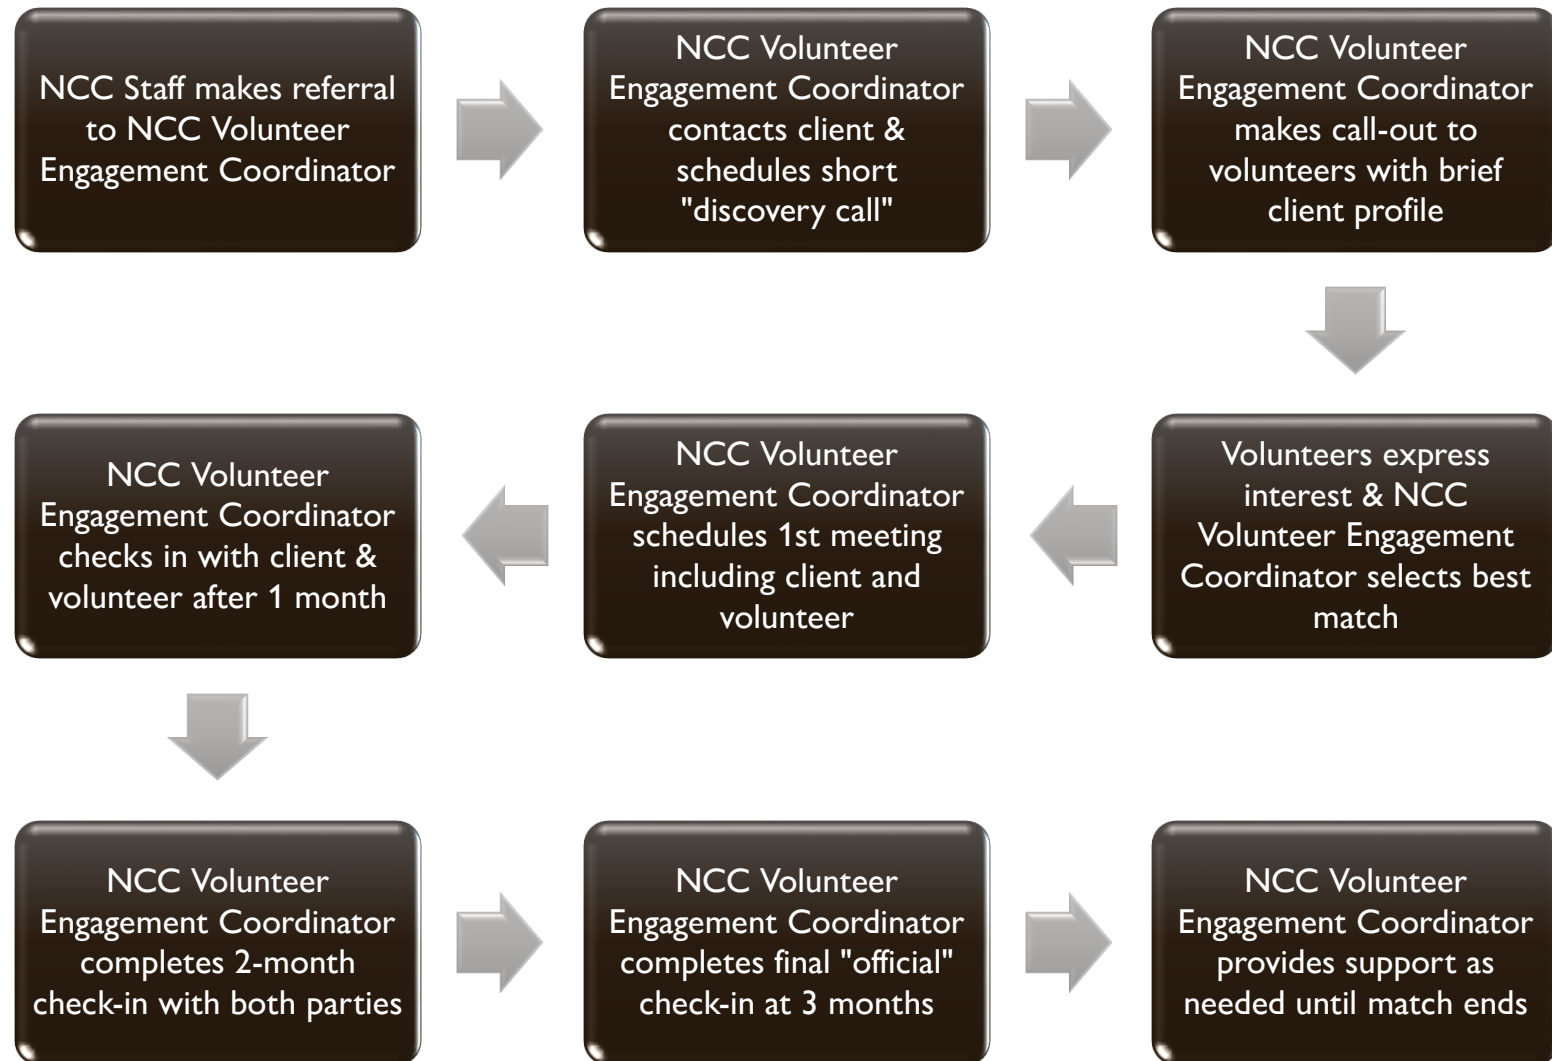 NCC Staff makes referral
to NCC Volunteer
Engagement Coordinator
NCC Volunteer
Engagement Coordinator
contacts client &
schedules short
"discovery call"
NCC Volunteer
Engagement Coordinator
makes call-out to
volunteers with brief
client profile
Volunteers express
interest & NCC
Volunteer Engagement
Coordinator selects best
match
NCC Volunteer
Engagement Coordinator
schedules 1st meeting
including client and
volunteer
NCC Volunteer
Engagement Coordinator
checks in with client &
volunteer after 1 month
NCC Volunteer
Engagement Coordinator
completes 2-month
check-in with both parties
NCC Volunteer
Engagement Coordinator
completes final "official"
check-in at 3 months
NCC Volunteer
Engagement Coordinator
provides support as
needed until match ends